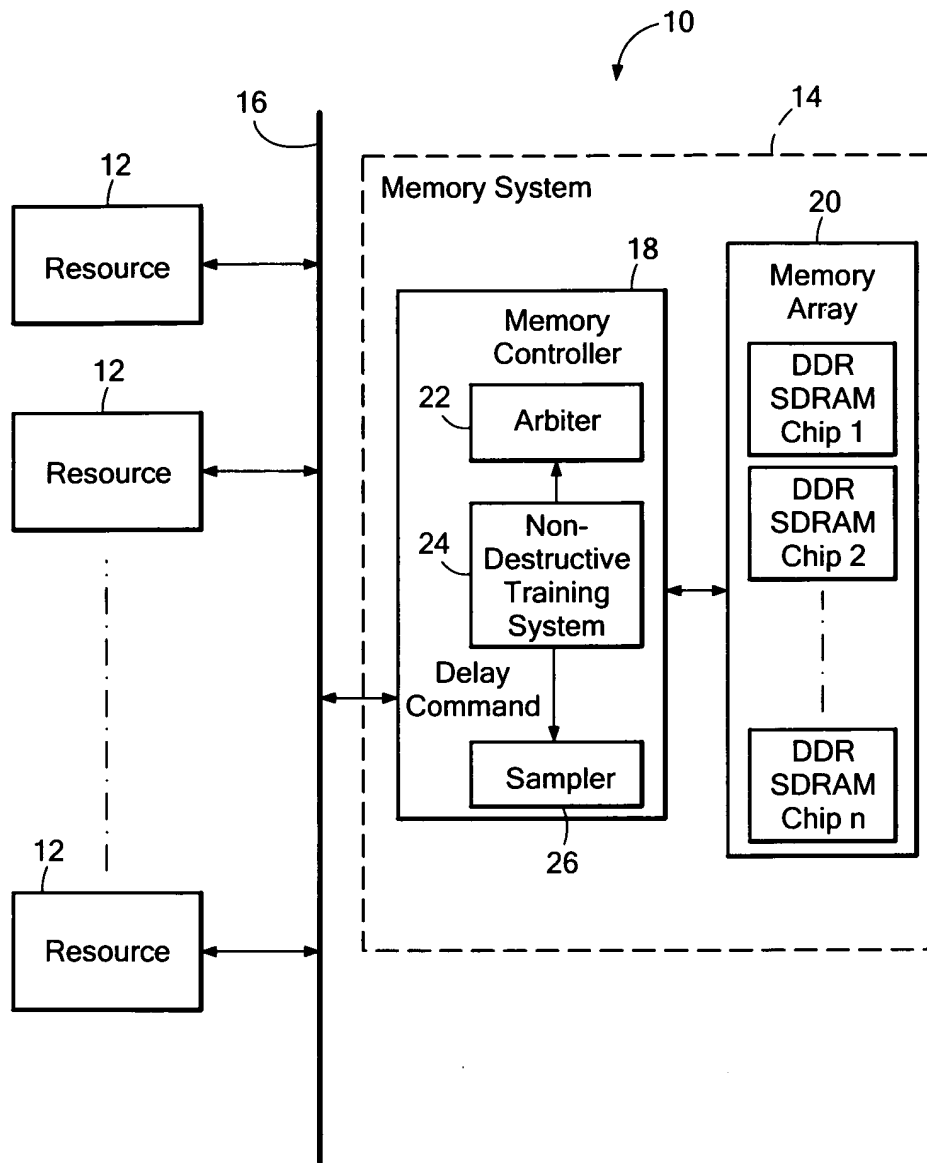 10
16
14
12
Memory System
20
Resource
18
Memory
Array
Memory
Controller
DDR
SDRAM
Chip 1
12
22
Arbiter
Resource
DDR
SDRAM
Chip 2
24
Non-
Destructive
Training
System
Delay
Command
Sampler
DDR
SDRAM
Chip n
12
26
Resource